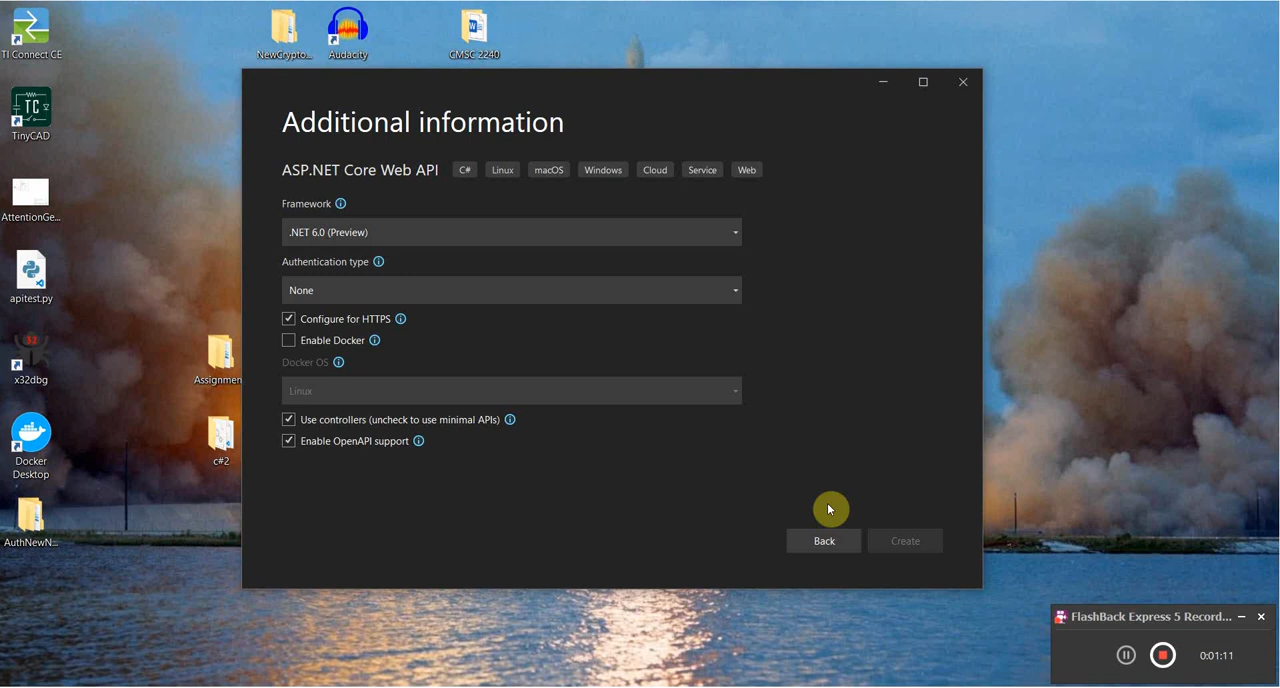 TI Connect CE
NewCrypto...
Audacity
CMSC 2240
TC
TinyCAD
AttentionGe...
apitest.py
x32dbg
Assignmen
Docker
Desktop
c#2
AuthNewN...
Additional information
ASP.NET Core Web API C# Linux macOS Windows Cloud Service Web
Framework
.NET 6.0 (Preview)
Authentication type
None
Configure for HTTPS
Enable Docker
Docker OS
Linux
Use controllers (uncheck to use minimal APIs)
Enable OpenAPI support
Back
Create
FlashBack Express 5 Record...
0:01:11